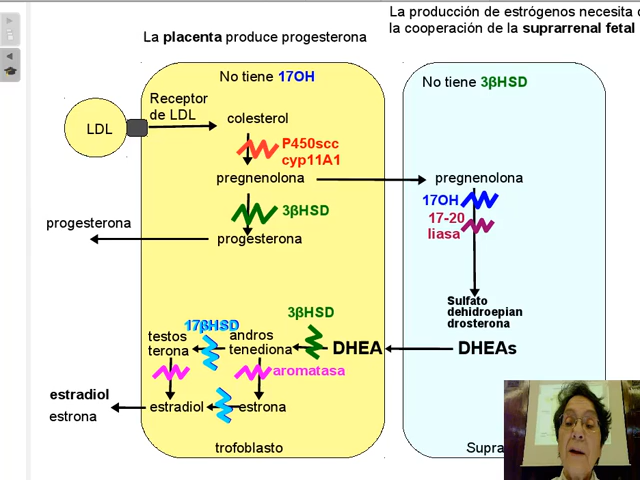 La producción de estrógenos necesita
la cooperación de la suprarrenal fetal
La placenta produce progesterona
No tiene 17OH
No tiene 3βHSD
Receptor
de LDL
LDL
colesterol
P450scc
cyp11A1
pregnenolona
pregnenolona
17OH
17-20
liasa
3βHSD
progesterona
progesterona
Sulfato
dehidroepian
drosterona
3βHSD
17βHSD
testos
terona
andros
tenediona
DHEA
DHEAs
aromatasa
estradiol
estrona
estradiol
estrona
trofoblasto